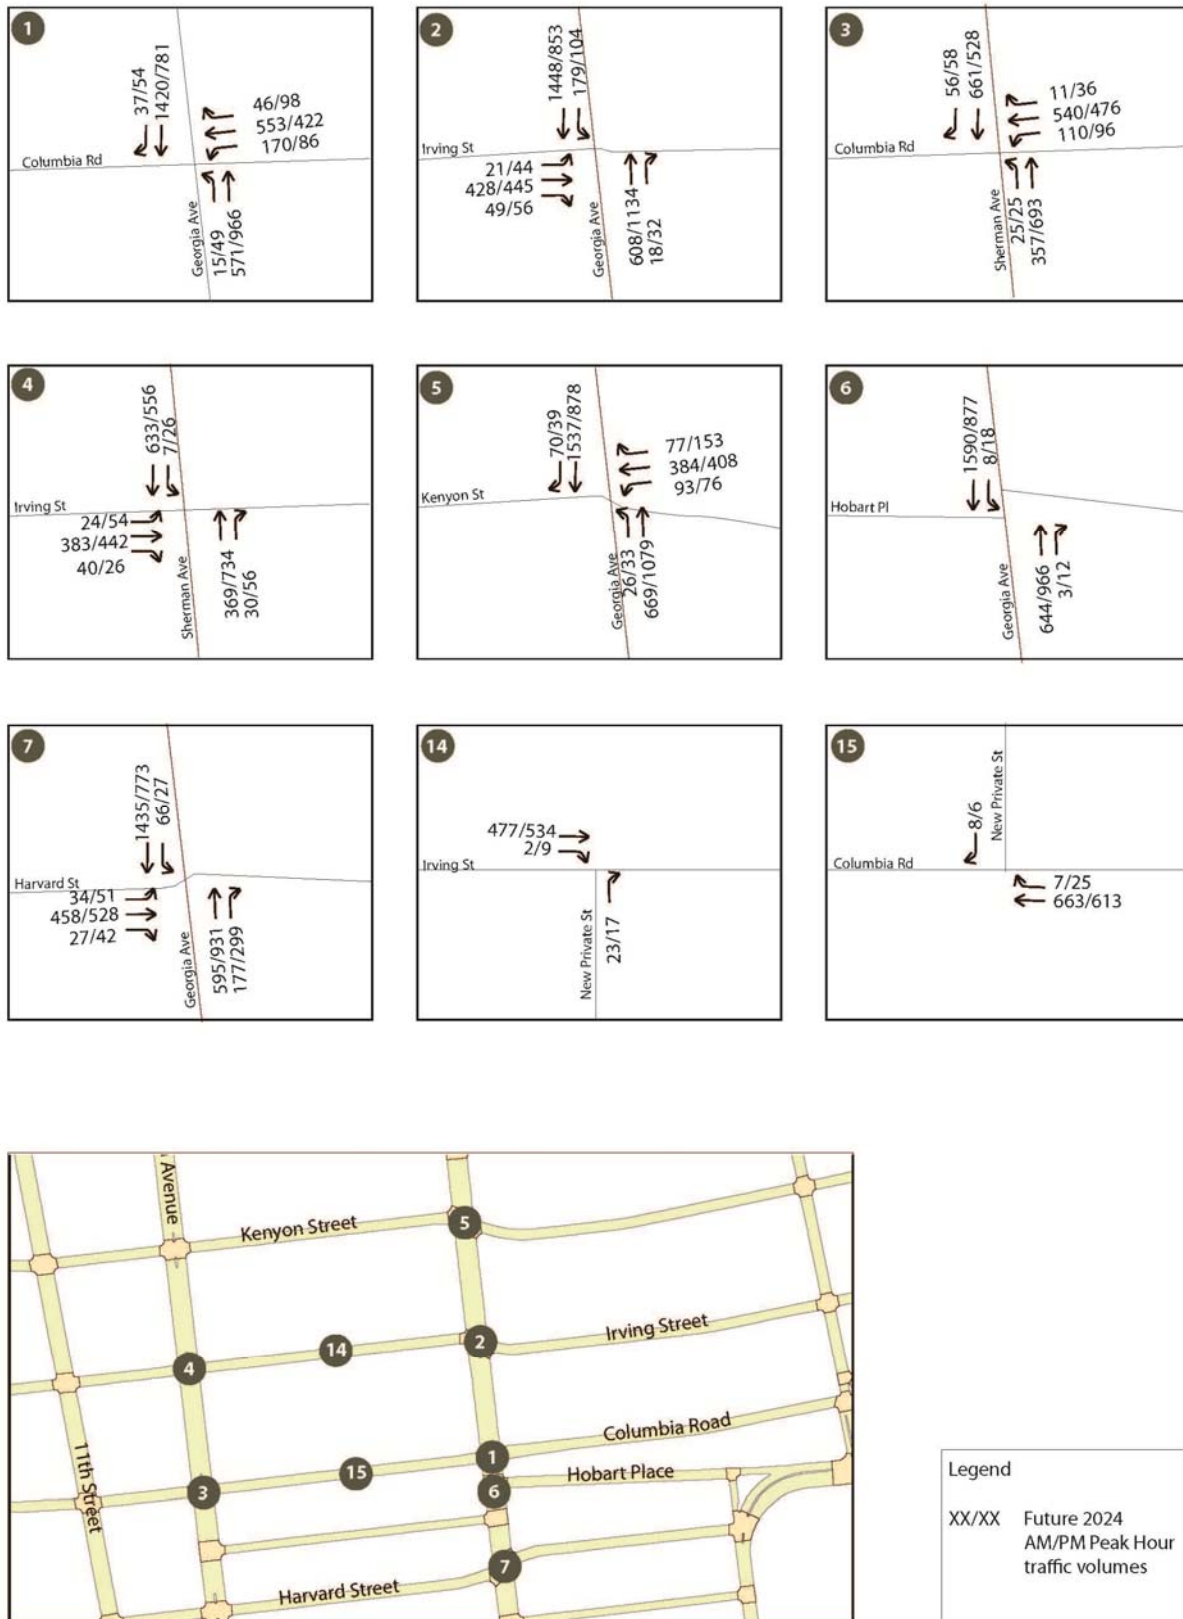 1
37/54
1420/781
46/98
553/422
170/86
Columbia Rd
Georgia Ave
15/49
571/966
2
1448/853
179/104
Irving St
21/44
428/445
49/56
Georgia Ave
608/1134
18/32
3
56/58
661/528
11/36
540/476
110/96
Columbia Rd
Sherman Ave
25/25
357/693
4
633/556
7/26
Irving St
24/54
383/442
40/26
Sherman Ave
369/734
30/56
5
70/39
1537/878
77/153
384/408
93/76
Kenyon St
Georgia Ave
26/33
669/1079
6
1590/877
8/18
Hobart Pl
Georgia Ave
644/966
3/12
7
1435/773
66/27
Harvard St
34/51
458/528
27/42
Georgia Ave
595/931
177/299
14
477/534
2/9
Irving St
New Private St
23/17
15
8/6
New Private St
Columbia Rd
7/25
663/613
Avenue
Kenyon Street
5
Irving Street
14
2
4
Columbia Road
1
11th Street
15
Hobart Place
3
6
7
Harvard Street
Legend
XX/XX Future 2024
AM/PM Peak Hour
traffic volumes